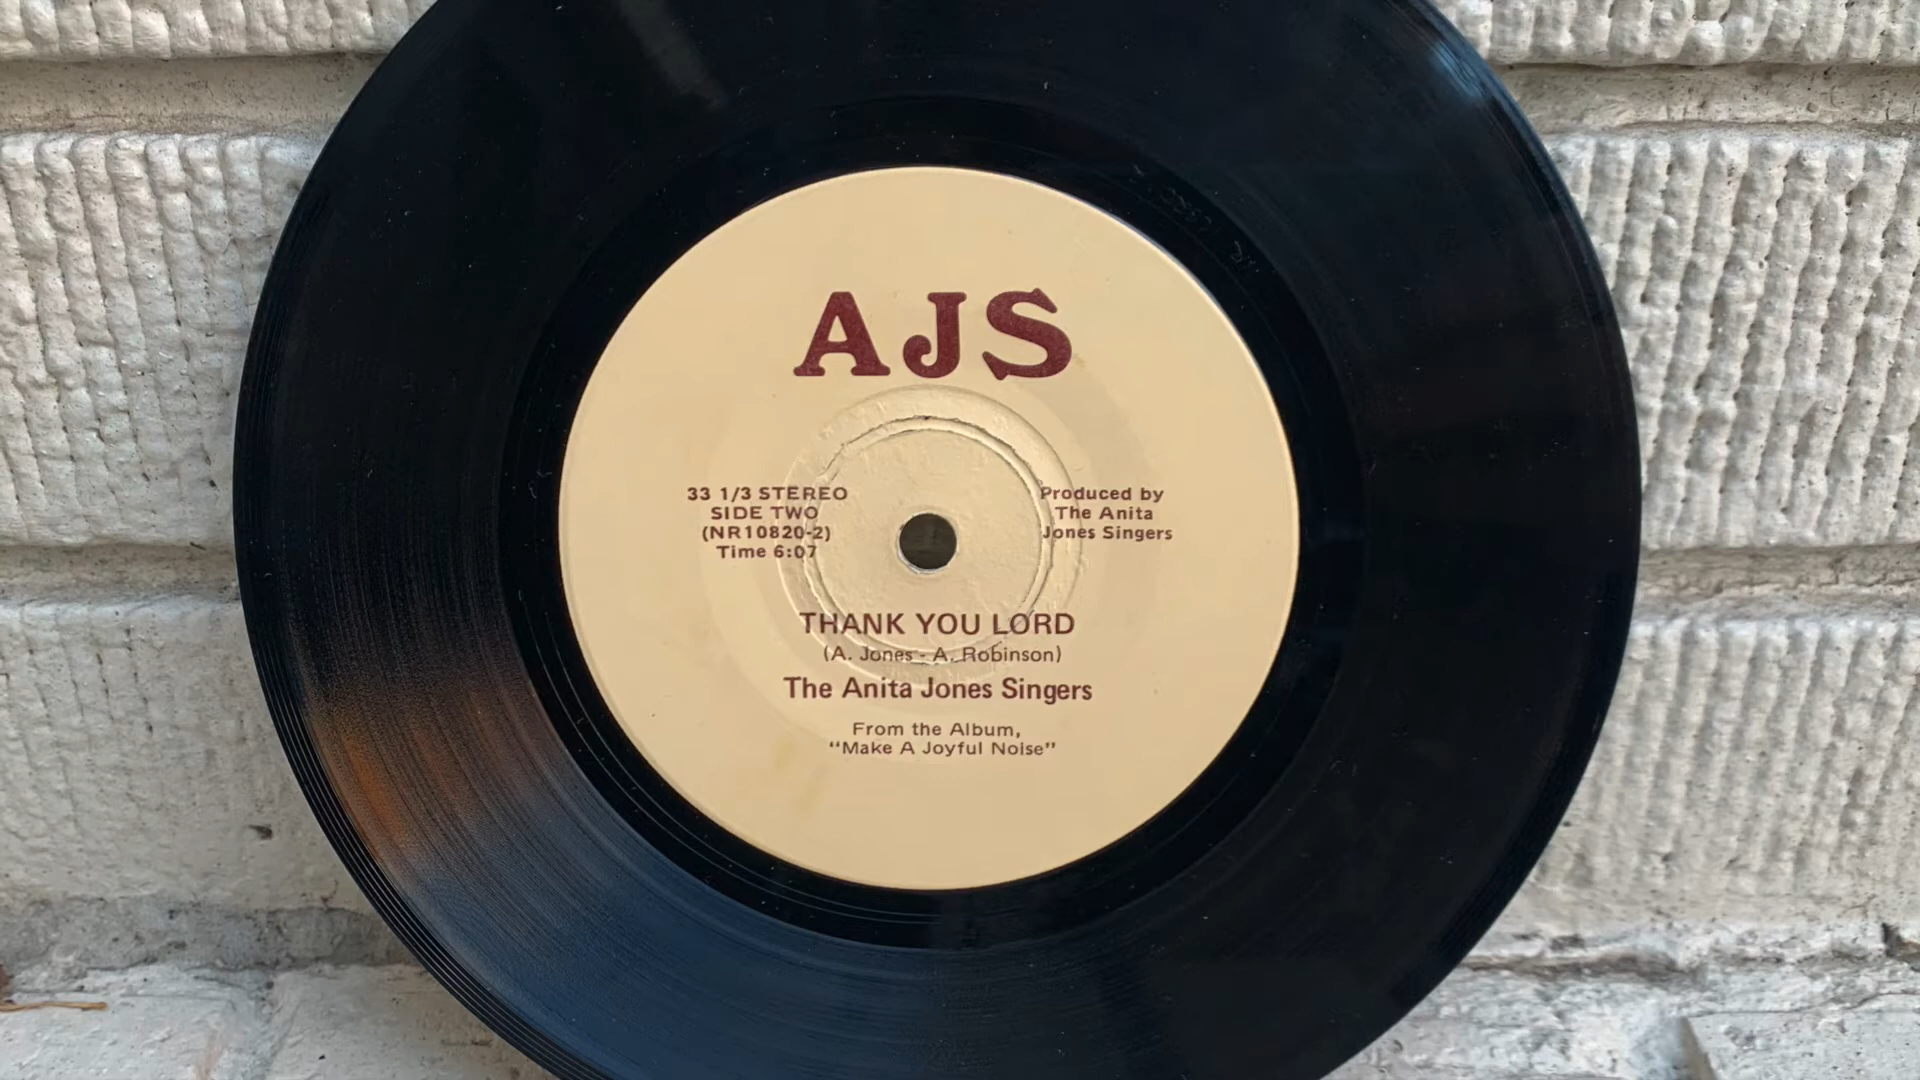 AJS
33 1/3 STEREO
SIDE TWO
(NR10820-2)
Time 6:07
Produced by
The Anita
Jones Singers
THANK YOU LORD
(A. Jones - A. Robinson)
The Anita Jones Singers
From the Album,
“Make A Joyful Noise”